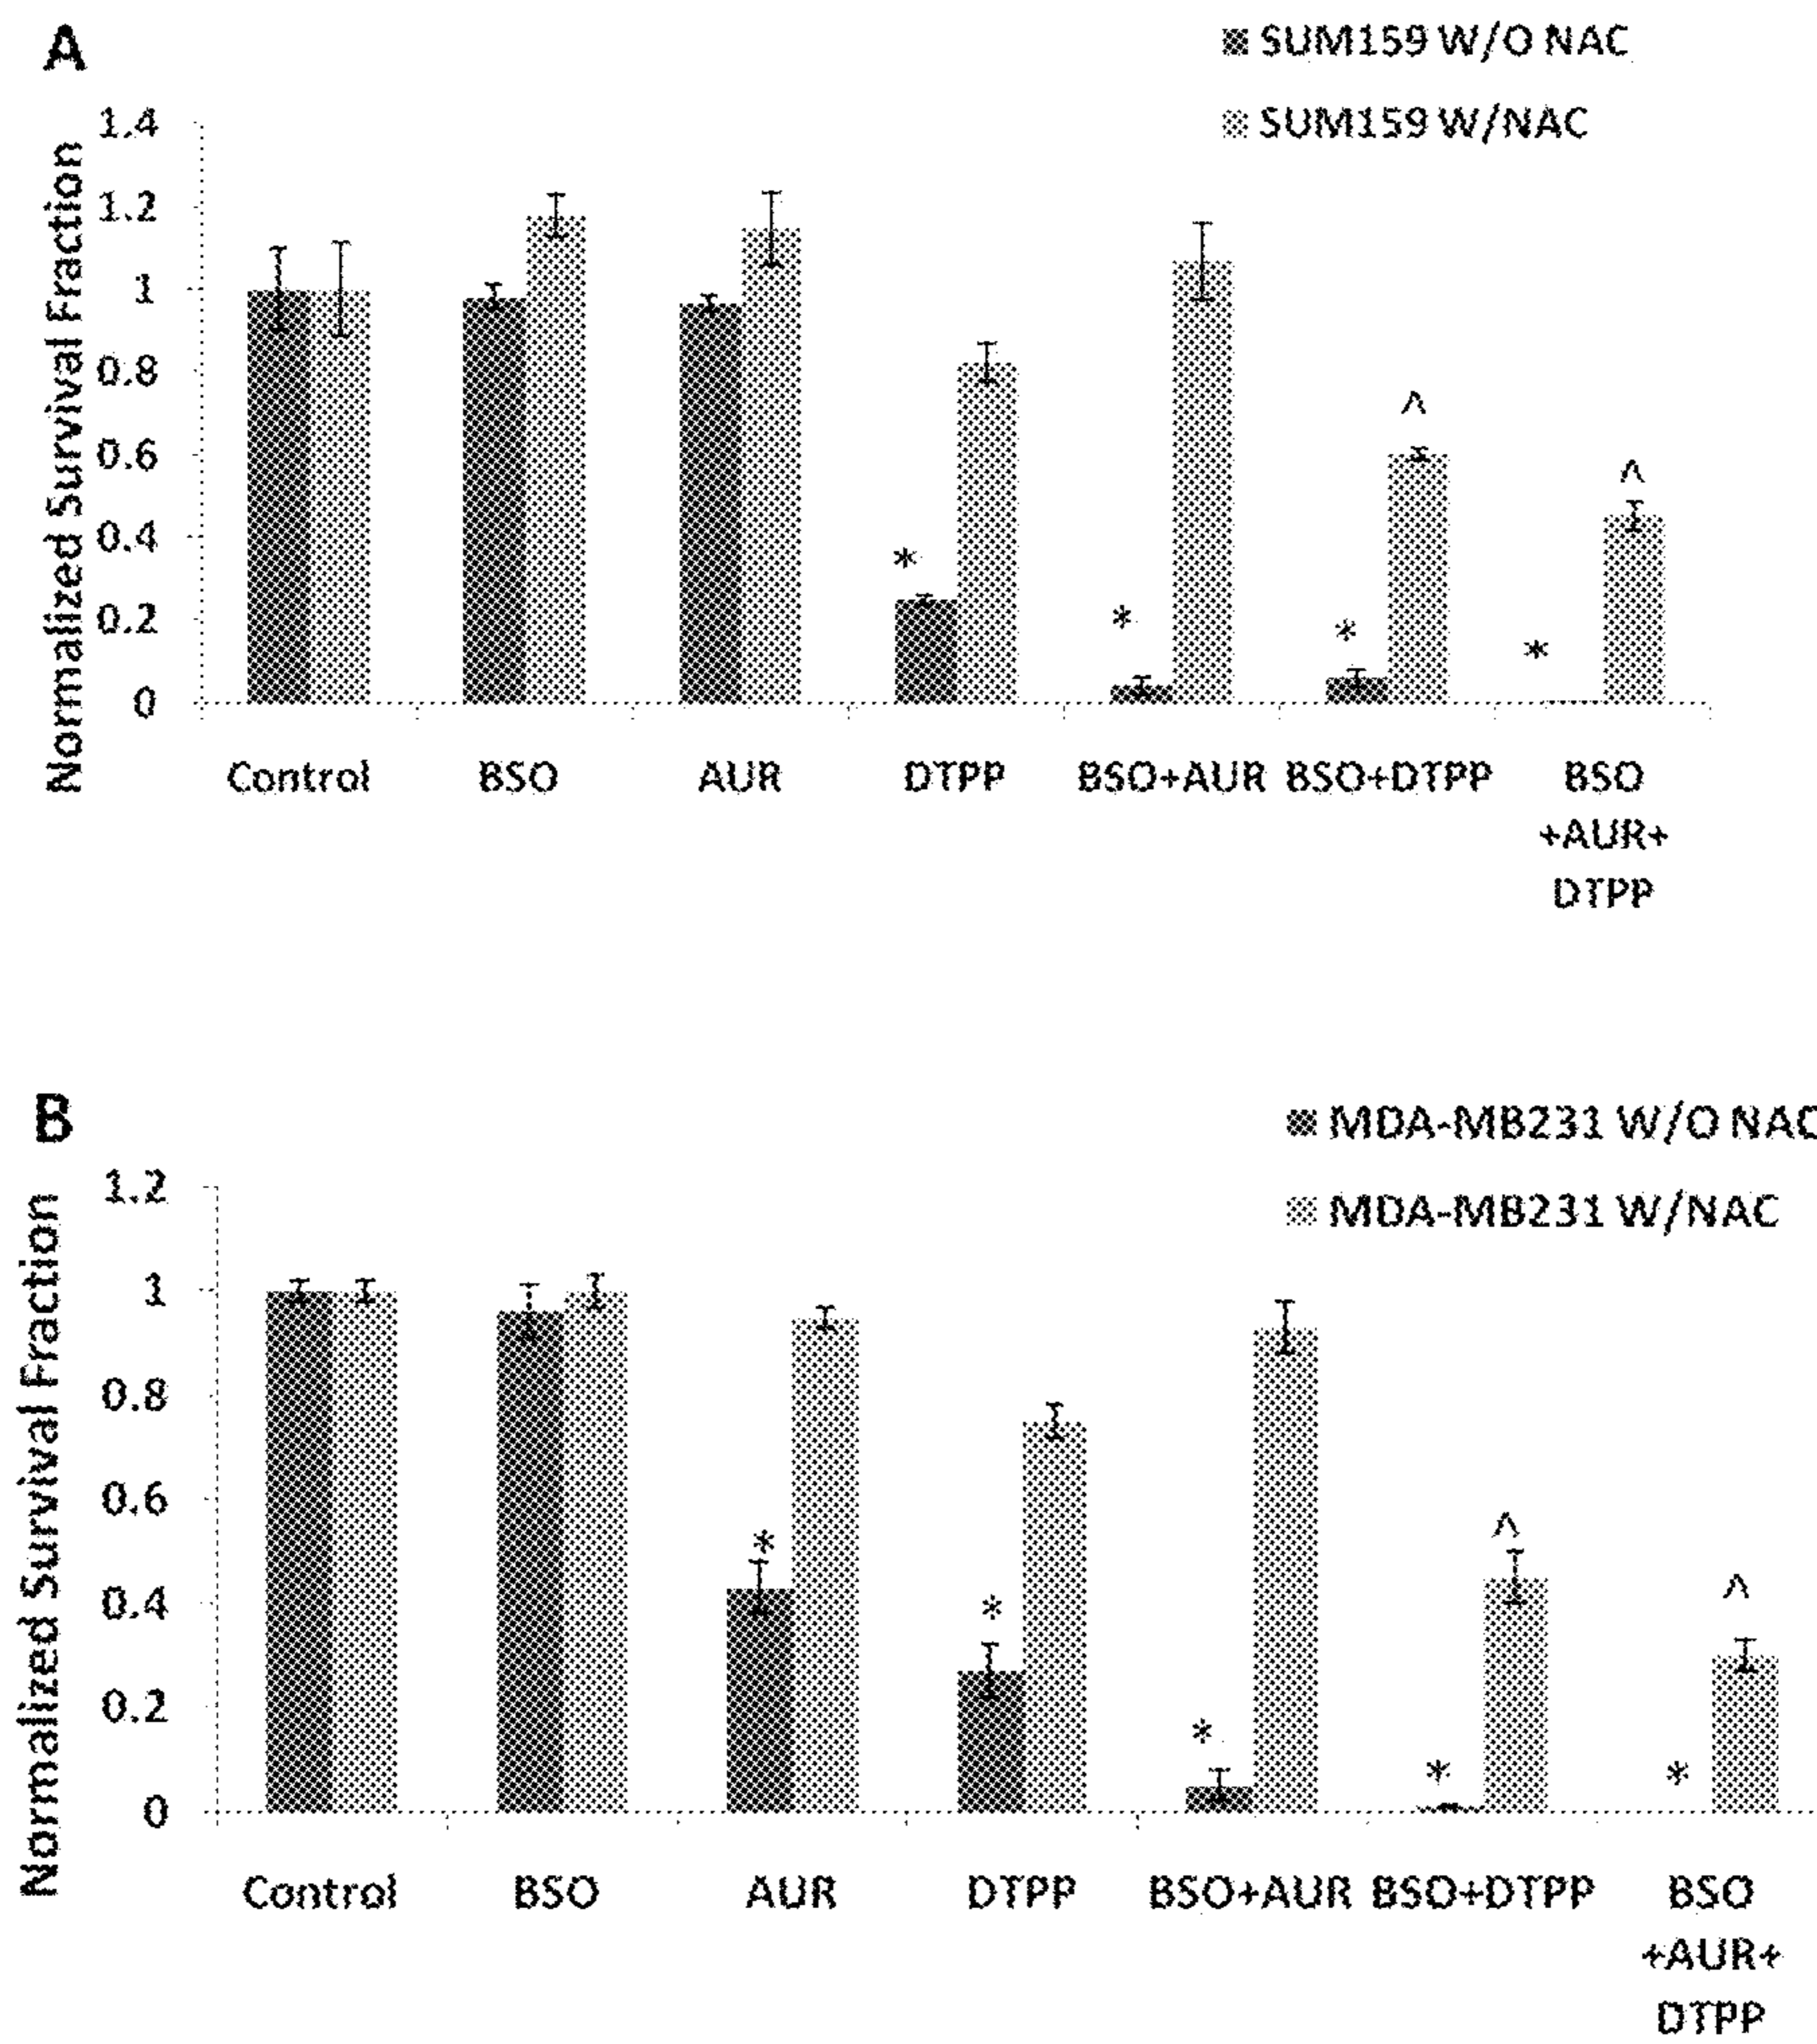 A
SUM159 W/O NAC
SUM159 W/NAC
Normalized Survival Fraction
1.4
1.2
1
0.8
0.6
0.4
0.2
0
^
^
*
*
*
*
Control BSO AUR DTPP BSO+AUR BSO+DTPP BSO
+AUR+
DTPP
B
MDA-MB231 W/O NAC
MDA-MB231 W/NAC
Normalized Survival Fraction
1.2
1
0.8
0.6
0.4
0.2
0
*
^
^
*
*
*
*
Control BSO AUR DTPP BSO+AUR BSO+DTPP BSO
+AUR+
DTPP